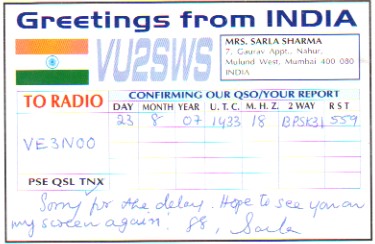 Greetings from INDIA
VU2SWS
MRS. SARLA SHARMA
7, Gaurav Appt., Nahur,
Mulund West, Mumbai 400 080
INDIA
TO RADIO
CONFIRMING OUR QSO/YOUR REPORT
DAY MONTH YEAR U. T. C. M. H. Z. 2 WAY R S T
23 8 07 1433 18 BPSK31 559
VE3NOO
PSE QSL TNX
Sorry for the delay. Hope to see you on
my screen again! 88, Sarla